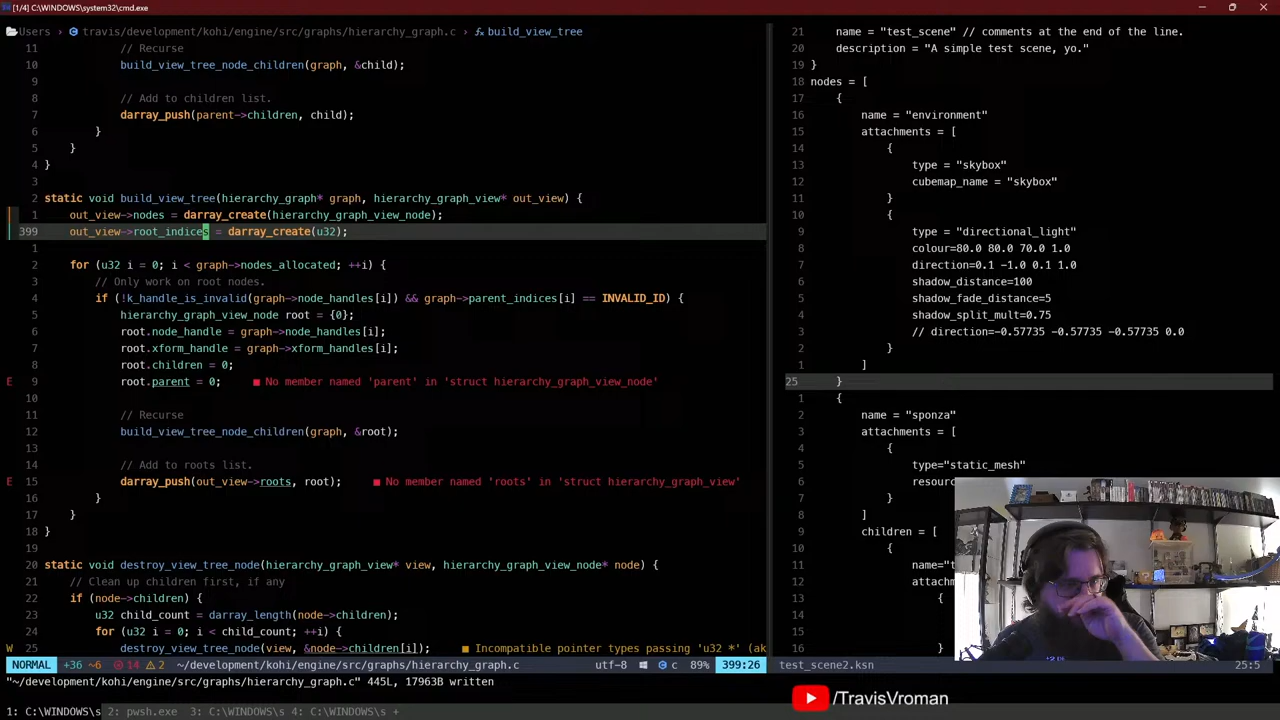 [1/4] C:\WINDOWS\system32\cmd.exe
Users > travis/development/kohi/engine/src/graphs/hierarchy_graph.c > build_view_tree
11 // Recurse
10 build_view_tree_node_children(graph, &child);
9
8 // Add to children list.
7 darray_push(parent->children, child);
6 }
5 }
4 }
3
2 static void build_view_tree(hierarchy_graph* graph, hierarchy_graph_view* out_view) {
1 out_view->nodes = darray_create(hierarchy_graph_view_node);
399 out_view->root_indices = darray_create(u32);
1
2 for (u32 i = 0; i < graph->nodes_allocated; ++i) {
3 // Only work on root nodes.
4 if (!k_handle_is_invalid(graph->node_handles[i]) && graph->parent_indices[i] == INVALID_ID) {
5 hierarchy_graph_view_node root = {0};
6 root.node_handle = graph->node_handles[i];
7 root.xform_handle = graph->xform_handles[i];
8 root.children = 0;
E 9 root.parent = 0; ■ No member named 'parent' in 'struct hierarchy_graph_view_node'
10
11 // Recurse
12 build_view_tree_node_children(graph, &root);
13
14 // Add to roots list.
E 15 darray_push(out_view->roots, root); ■ No member named 'roots' in 'struct hierarchy_graph_view'
16 }
17 }
18 }
19
20 static void destroy_view_tree_node(hierarchy_graph_view* view, hierarchy_graph_view_node* node) {
21 // Clean up children first, if any
22 if (node->children) {
23 u32 child_count = darray_length(node->children);
24 for (u32 i = 0; i < child_count; ++i) {
W 25 destroy_view_tree_node(view, &node->children[i]); ■ Incompatible pointer types passing 'u32 *' (ak
NORMAL +36 ~6 14 2 ~/development/kohi/engine/src/graphs/hierarchy_graph.c utf-8 c 89% 399:26
"~/development/kohi/engine/src/graphs/hierarchy_graph.c" 445L, 17963B written
1: C:\WINDOWS\s 2: pwsh.exe 3: C:\WINDOWS\s 4: C:\WINDOWS\s +
21 name = "test_scene" // comments at the end of the line.
20 description = "A simple test scene, yo."
19 }
18 nodes = [
17 {
16 name = "environment"
15 attachments = [
14 {
13 type = "skybox"
12 cubemap_name = "skybox"
11 }
10 {
9 type = "directional_light"
8 colour=80.0 80.0 70.0 1.0
7 direction=0.1 -1.0 0.1 1.0
6 shadow_distance=100
5 shadow_fade_distance=5
4 shadow_split_mult=0.75
3 // direction=-0.57735 -0.57735 -0.57735 0.0
2 }
1 ]
25 }
1 {
2 name = "sponza"
3 attachments = [
4 {
5 type="static_mesh"
6
7 }
8 ]
9 children = [
10 {
11
12
13 {
14
15
16 }
test_scene2.ksn 25:5
/TravisVroman